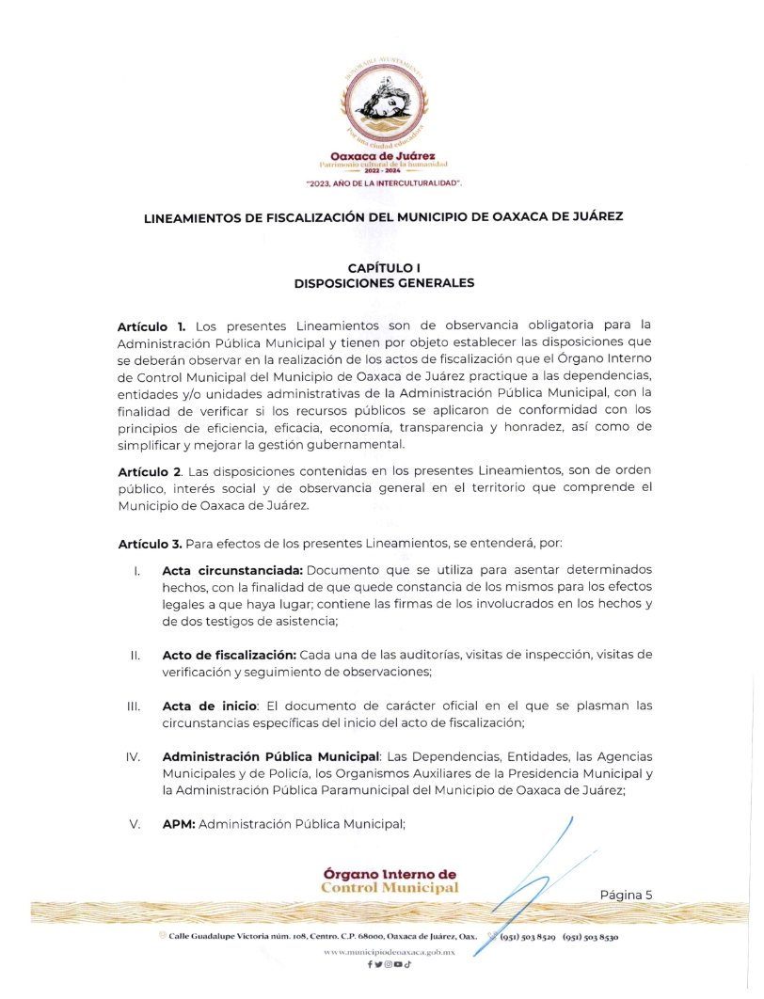 HONORABLE AYUNTAMIENTO
Por una ciudad educadora
Oaxaca de Juárez
Patrimonio cultural de la humanidad
2022 - 2024
"2023, AÑO DE LA INTERCULTURALIDAD".
LINEAMIENTOS DE FISCALIZACIÓN DEL MUNICIPIO DE OAXACA DE JUÁREZ
CAPÍTULO I
DISPOSICIONES GENERALES
Artículo 1. Los presentes Lineamientos son de observancia obligatoria para la
Administración Pública Municipal y tienen por objeto establecer las disposiciones que
se deberán observar en la realización de los actos de fiscalización que el Órgano Interno
de Control Municipal del Municipio de Oaxaca de Juárez practique a las dependencias,
entidades y/o unidades administrativas de la Administración Pública Municipal, con la
finalidad de verificar si los recursos públicos se aplicaron de conformidad con los
principios de eficiencia, eficacia, economía, transparencia y honradez, así como de
simplificar y mejorar la gestión gubernamental.
Artículo 2. Las disposiciones contenidas en los presentes Lineamientos, son de orden
público, interés social y de observancia general en el territorio que comprende el
Municipio de Oaxaca de Juárez.
Artículo 3. Para efectos de los presentes Lineamientos, se entenderá, por:
I. Acta circunstanciada: Documento que se utiliza para asentar determinados
hechos, con la finalidad de que quede constancia de los mismos para los efectos
legales a que haya lugar; contiene las firmas de los involucrados en los hechos y
de dos testigos de asistencia;
II. Acto de fiscalización: Cada una de las auditorías, visitas de inspección, visitas de
verificación y seguimiento de observaciones;
III. Acta de inicio: El documento de carácter oficial en el que se plasman las
circunstancias específicas del inicio del acto de fiscalización;
IV. Administración Pública Municipal: Las Dependencias, Entidades, las Agencias
Municipales y de Policía, los Organismos Auxiliares de la Presidencia Municipal y
la Administración Pública Paramunicipal del Municipio de Oaxaca de Juárez;
V. APM: Administración Pública Municipal;
Órgano Interno de
Control Municipal
Página 5
Calle Guadalupe Victoria núm. 108, Centro. C.P. 68000, Oaxaca de Juárez, Oax. (951) 503 8529 (951) 503 8530
www.municipiodeoaxaca.gob.mx